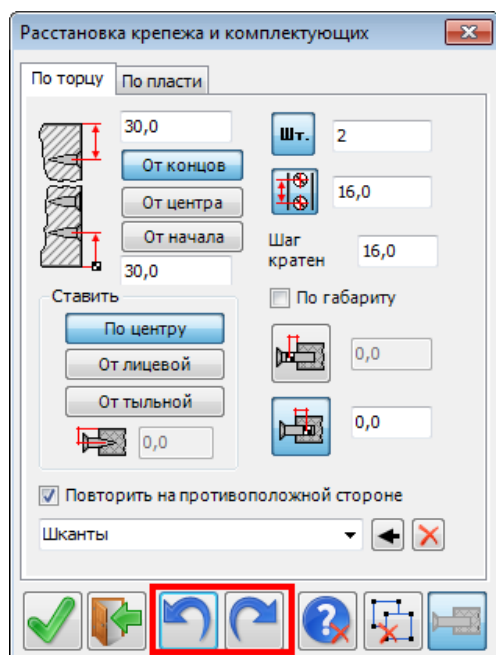 Расстановка крепежа и комплектующих
По торцу
По пласти
30,0
От концов
От центра
От начала
30,0
Шт.
2
16,0
Шаг кратен
16,0
Ставить
По центру
От лицевой
От тыльной
0,0
По габариту
0,0
0,0
Повторить на противоположной стороне
Шканты